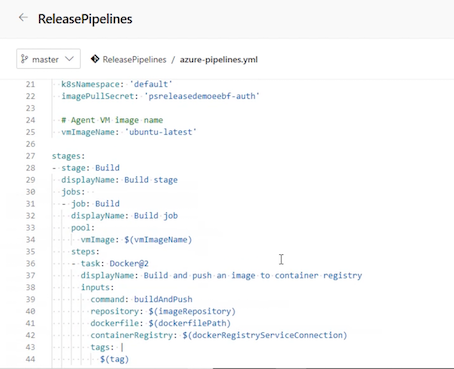 ReleasePipelines
master ReleasePipelines / azure-pipelines.yml
21 k8sNamespace: 'default'
22 imagePullSecret: 'psreleasedemoeebf-auth'
23
24 # Agent VM image name
25 vmImageName: 'ubuntu-latest'
26
27 stages:
28 - stage: Build
29 displayName: Build stage
30 jobs:
31 - job: Build
32 displayName: Build job
33 pool:
34 vmImage: $(vmImageName)
35 steps:
36 - task: Docker@2
37 displayName: Build and push an image to container registry
38 inputs:
39 command: buildAndPush
40 repository: $(imageRepository)
41 dockerfile: $(dockerfilePath)
42 containerRegistry: $(dockerRegistryServiceConnection)
43 tags: |
44 $(tag)